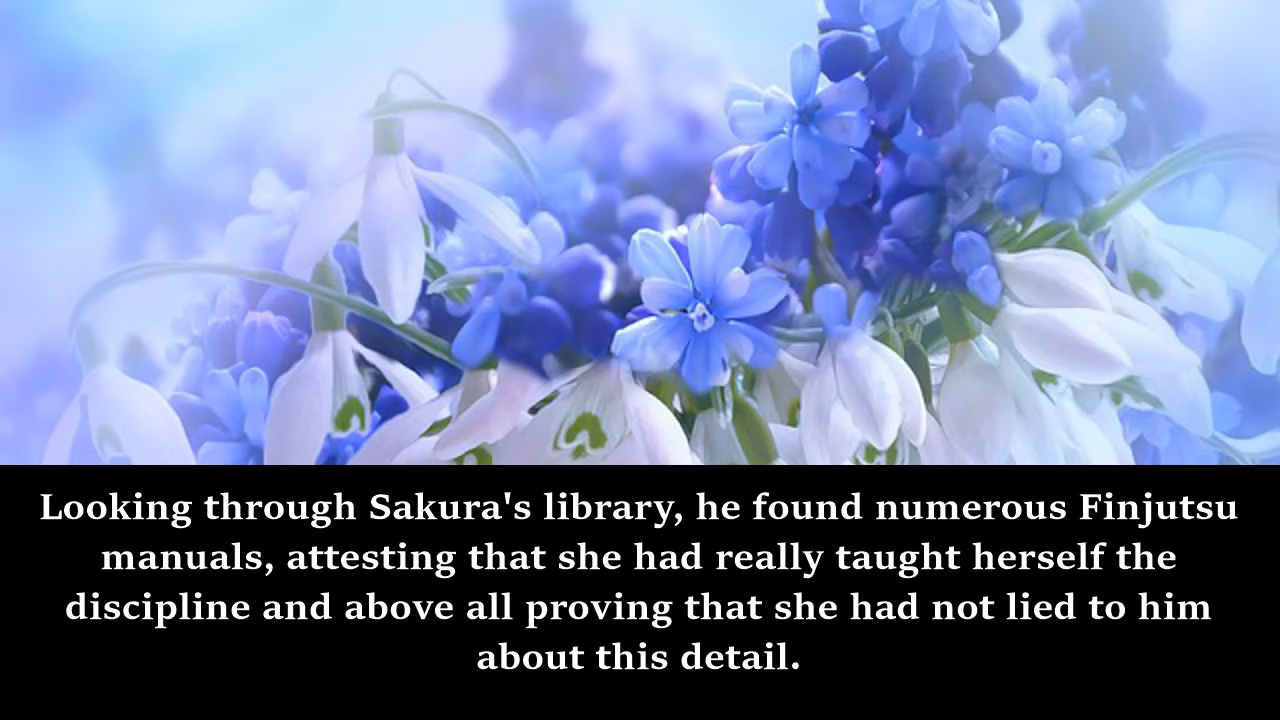 Looking through Sakura's library, he found numerous Finjutsu
manuals, attesting that she had really taught herself the
discipline and above all proving that she had not lied to him
about this detail.